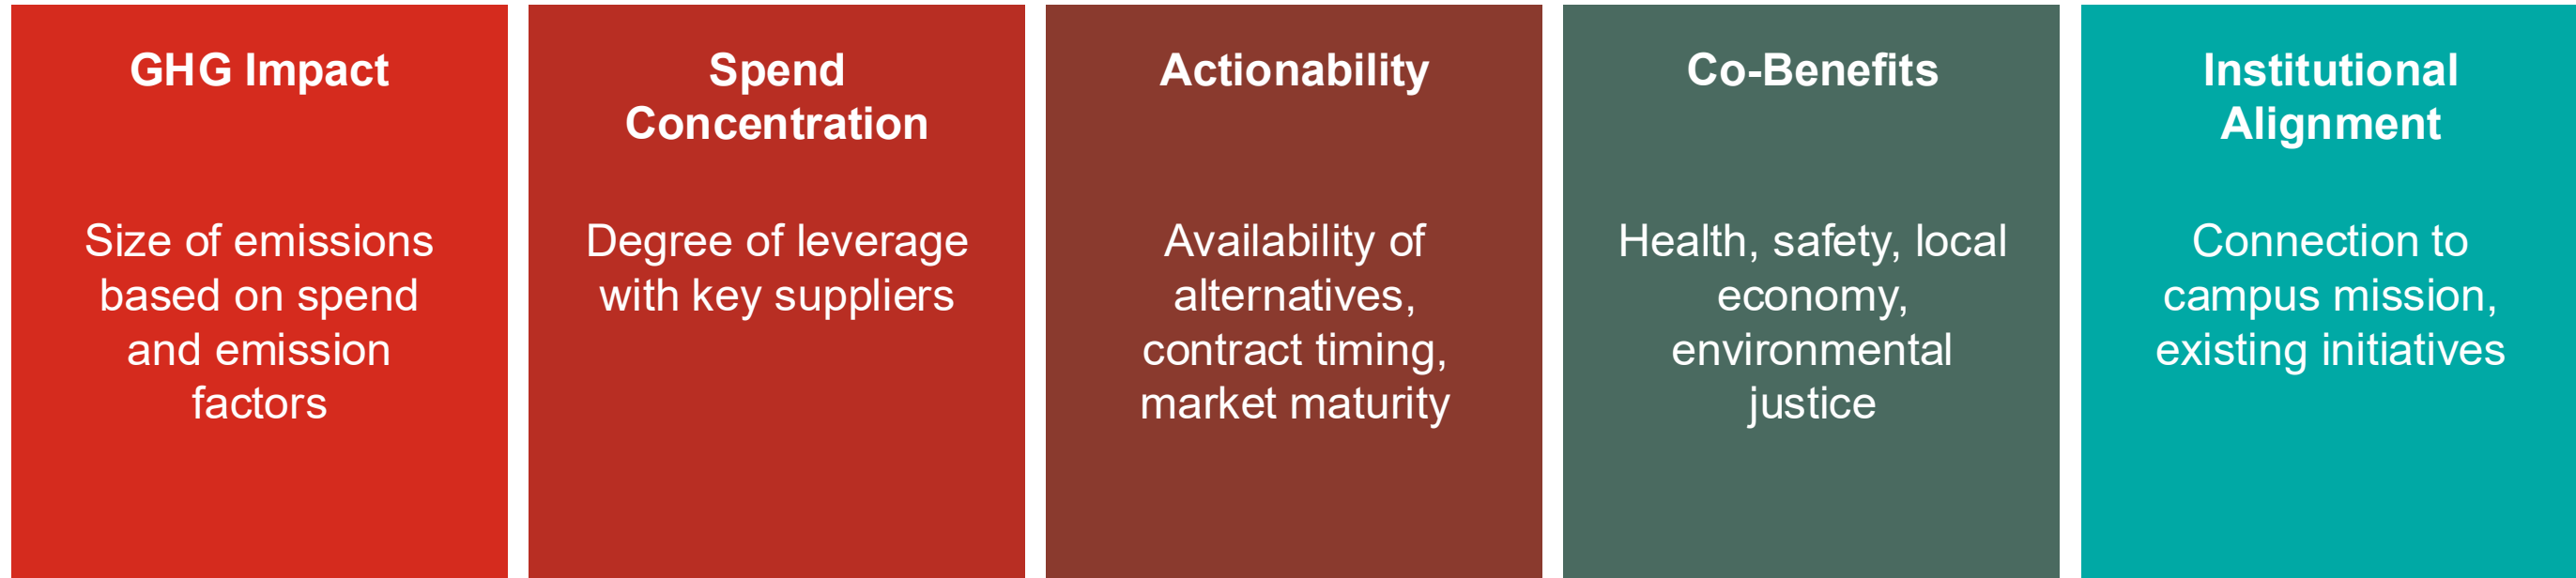 GHG Impact
Size of emissions
based on spend
and emission
factors
Spend
Concentration
Degree of leverage
with key suppliers
Actionability
Availability of
alternatives,
contract timing,
market maturity
Co-Benefits
Health, safety, local
economy,
environmental
justice
Institutional
Alignment
Connection to
campus mission,
existing initiatives